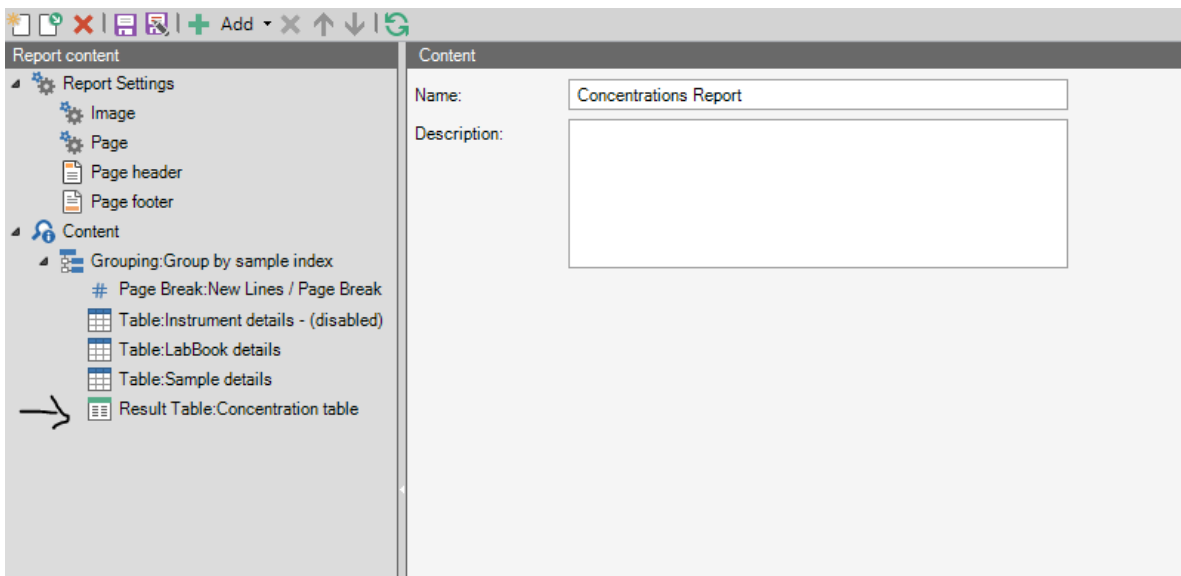 Add
Report content
Report Settings
Image
Page
Page header
Page footer
Content
Grouping:Group by sample index
# Page Break:New Lines / Page Break
Table:Instrument details - (disabled)
Table:LabBook details
Table:Sample details
Result Table:Concentration table
Content
Name: Concentrations Report
Description: